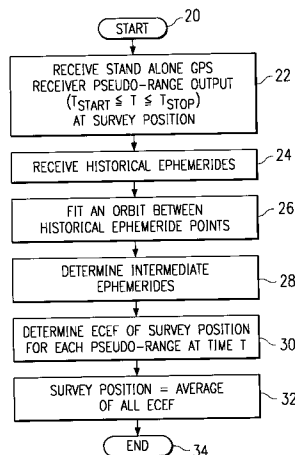 START
20
RECEIVE STAND ALONE GPS
RECEIVER PSEUDO-RANGE OUTPUT
(TSTART ≦ T ≦ TSTOP)
AT SURVEY POSITION
22
RECEIVE HISTORICAL EPHEMERIDES
24
FIT AN ORBIT BETWEEN
HISTORICAL EPHEMERIDE POINTS
26
DETERMINE INTERMEDIATE
EPHEMERIDES
28
DETERMINE ECEF OF SURVEY POSITION
FOR EACH PSEUDO-RANGE AT TIME T
30
SURVEY POSITION = AVERAGE
OF ALL ECEF
32
END
34